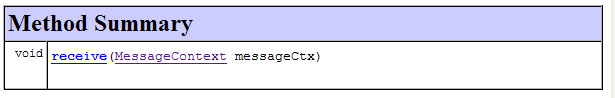 Method Summary
void receive(MessageContext messageCtx)